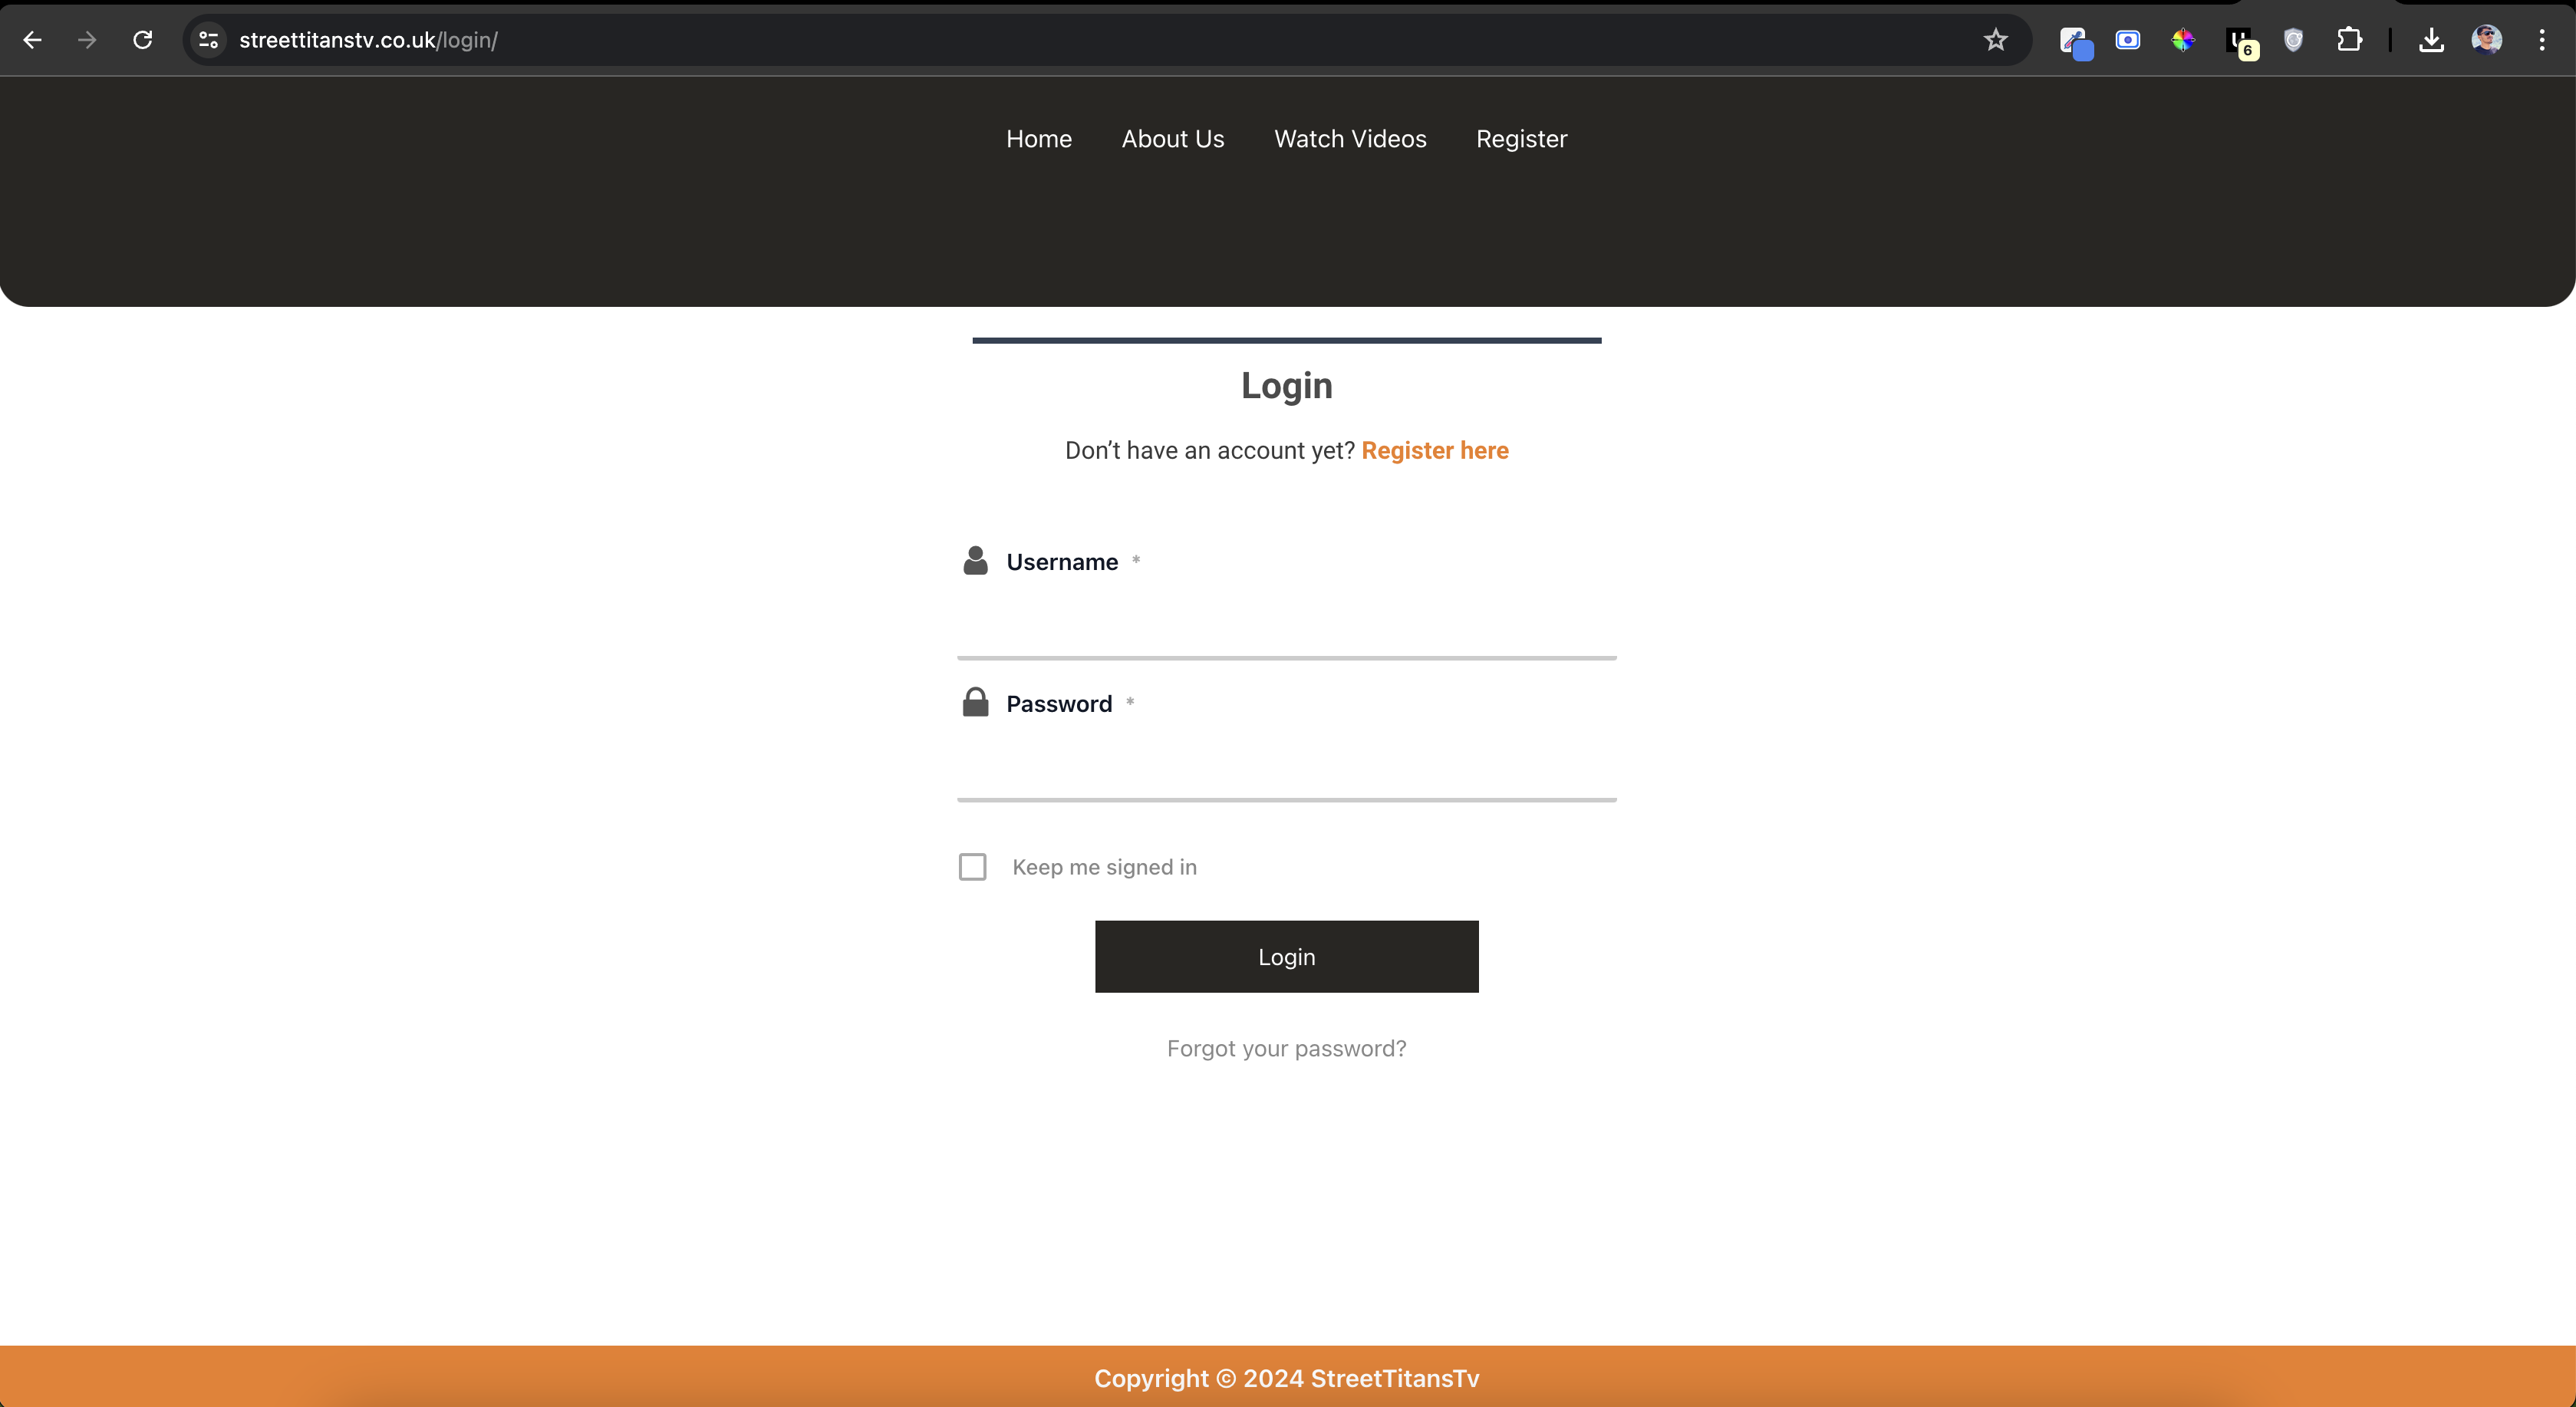 streettitanstv.co.uk/login/
6
Home About Us Watch Videos Register
Login
Don’t have an account yet? Register here
Username *
Password *
Keep me signed in
Login
Forgot your password?
Copyright © 2024 StreetTitansTv